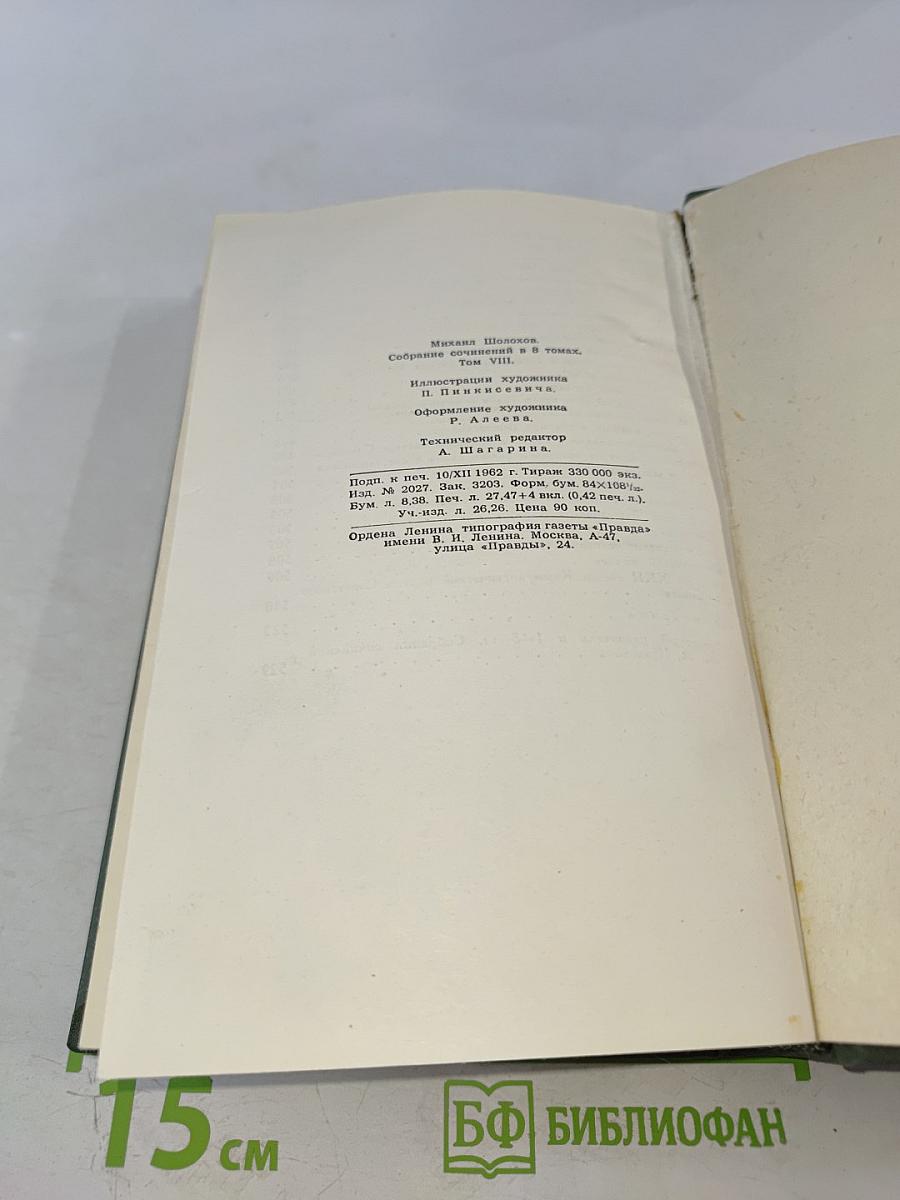 Михаил Шолохов.
Собрание сочинений в 8 томах.
Том VIII.
Иллюстрации художника
П. Пинкисевича.
Оформление художника
Р. Алеева.
Технический редактор
А. Шагарина.
Подп. к печ. 10/XII 1962 г. Тираж 330 000 экз.
Изд. № 2027. Зак. 3203. Форм. бум. 84×108¹/₃₂.
Бум. л. 8,38. Печ. л. 27,47+4 вкл. (0,42 печ. л.).
Уч.-изд. л. 26,26. Цена 90 коп.
Ордена Ленина типография газеты «Правда»
имени В. И. Ленина. Москва, А-47,
улица «Правды», 24.
15 см
БФ БИБЛИОФАН